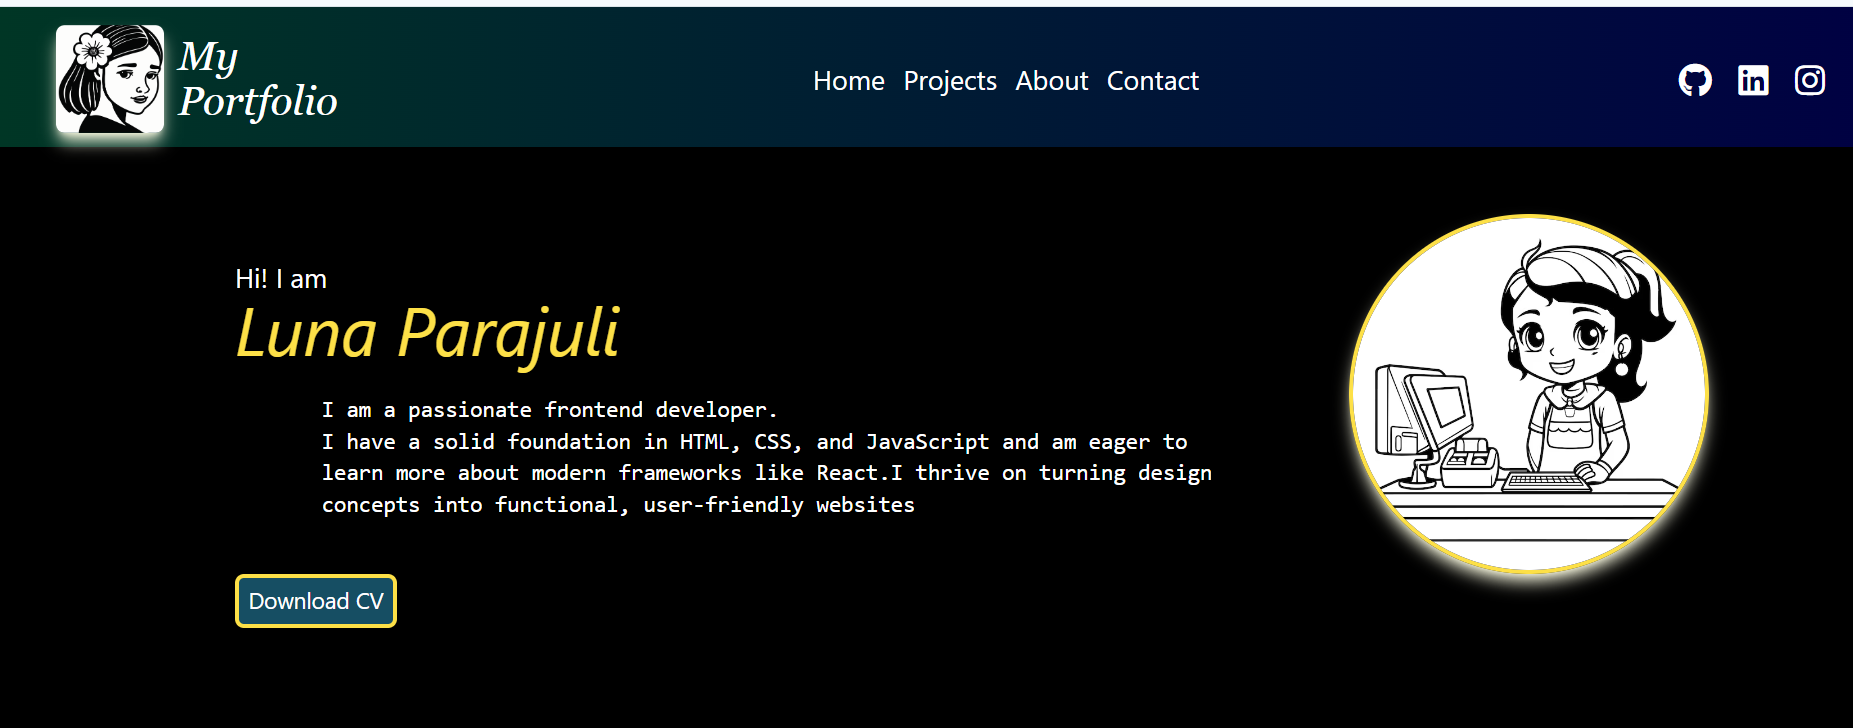 My
Portfolio
Home Projects About Contact
Hi! I am
Luna Parajuli
I am a passionate frontend developer.
I have a solid foundation in HTML, CSS, and JavaScript and am eager to
learn more about modern frameworks like React.I thrive on turning design
concepts into functional, user-friendly websites
Download CV